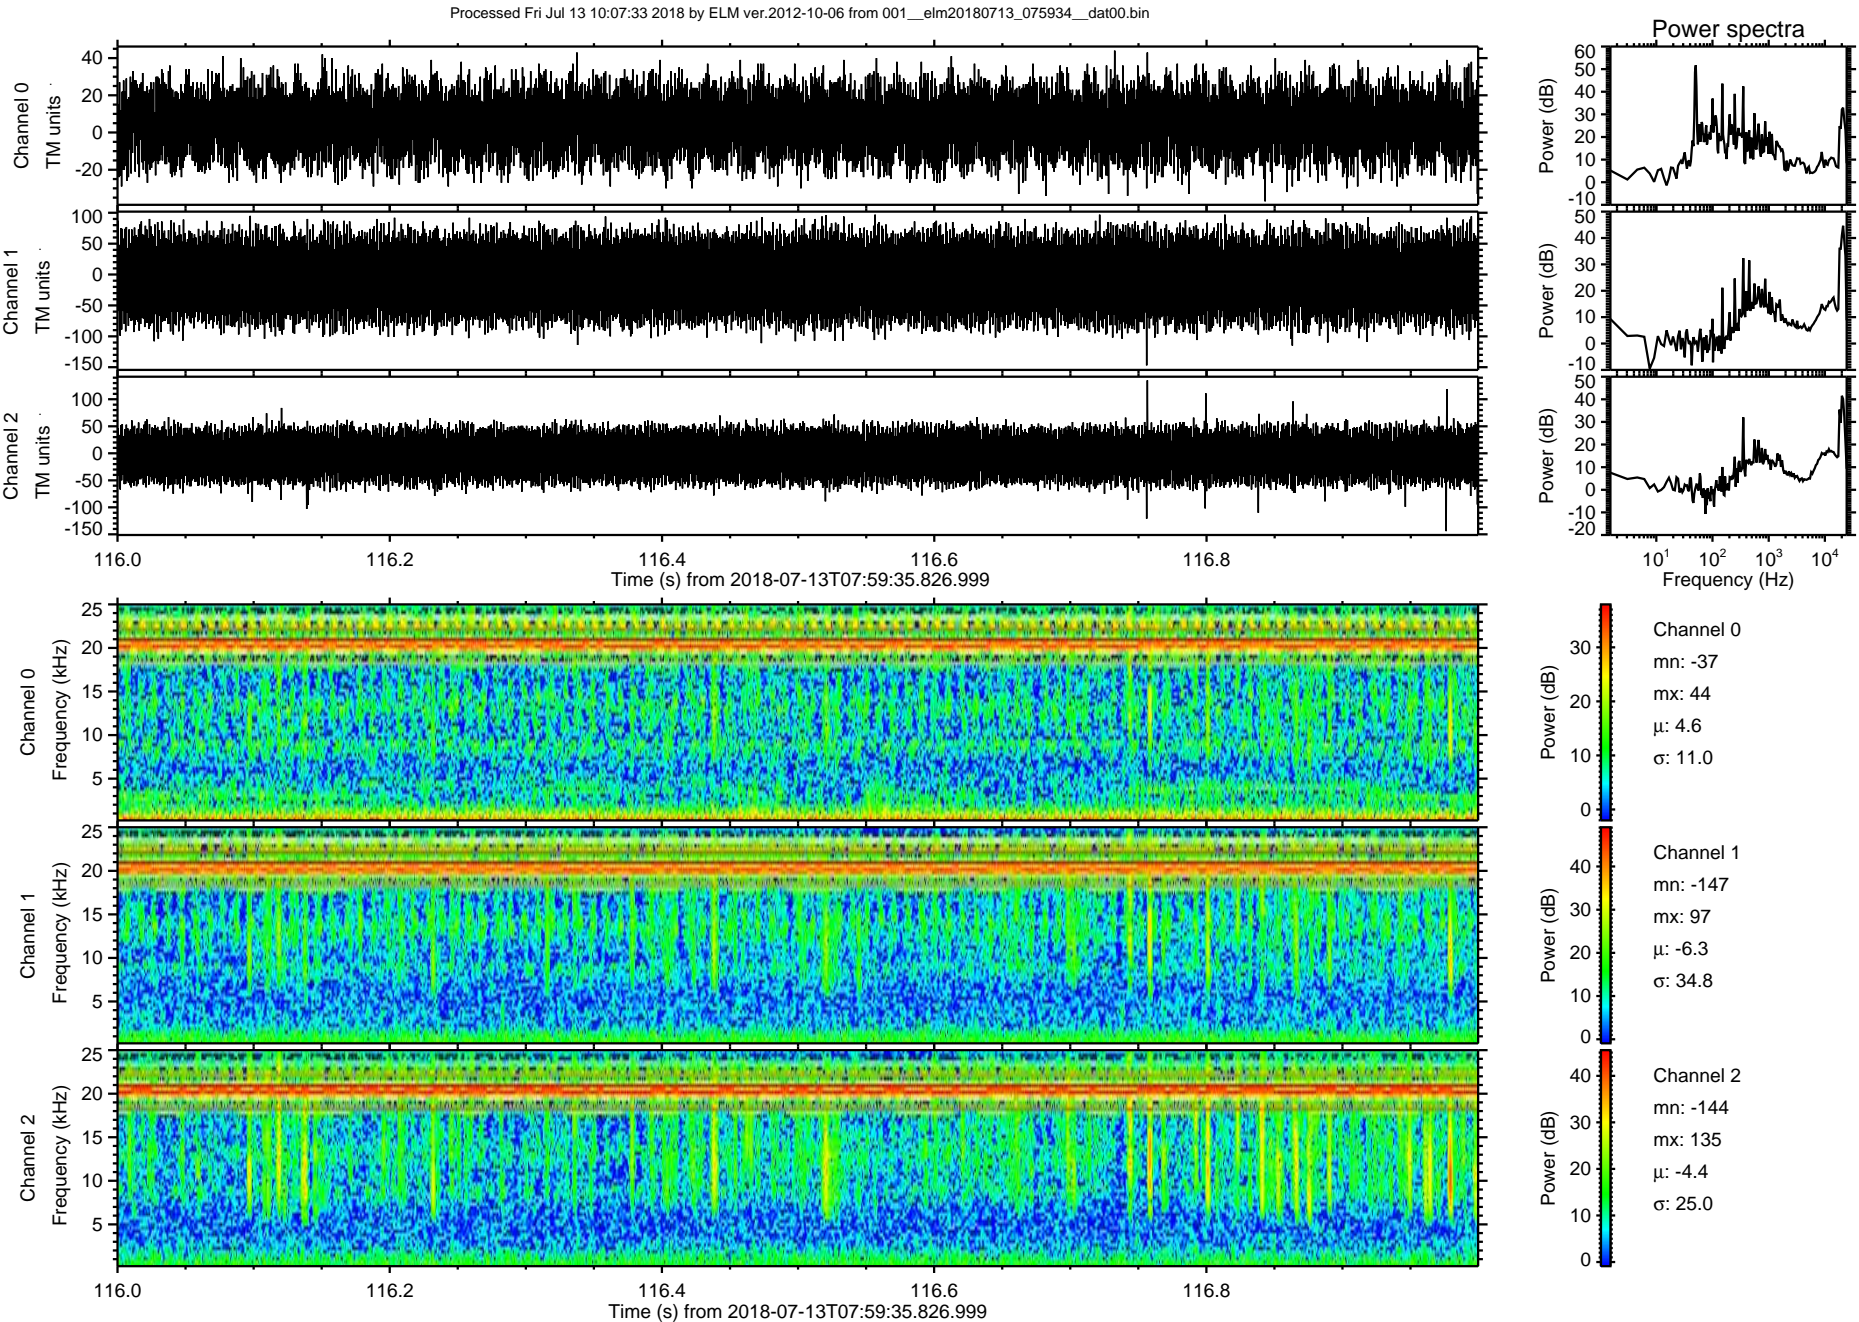 Processed Fri Jul 13 10:07:33 2018 by ELM ver.2012-10-06 from 001__elm20180713_075934__dat00.bin
Power spectra
Channel 0
TM units
40
20
0
-20
Power (dB)
60
50
40
30
20
10
0
-10
Channel 1
TM units
100
50
0
-50
-100
-150
Power (dB)
50
40
30
20
10
0
-10
Channel 2
TM units
100
50
0
-50
-100
-150
Power (dB)
50
40
30
20
10
0
-10
-20
116.0 116.2 116.4 116.6 116.8
Time (s) from 2018-07-13T07:59:35.826.999
10^1 10^2 10^3 10^4
Frequency (Hz)
Channel 0
Frequency (kHz)
25
20
15
10
5
Power (dB)
30
20
10
0
Channel 0
mn: -37
mx: 44
μ: 4.6
σ: 11.0
Channel 1
Frequency (kHz)
25
20
15
10
5
Power (dB)
40
30
20
10
0
Channel 1
mn: -147
mx: 97
μ: -6.3
σ: 34.8
Channel 2
Frequency (kHz)
25
20
15
10
5
Power (dB)
40
30
20
10
0
Channel 2
mn: -144
mx: 135
μ: -4.4
σ: 25.0
116.0 116.2 116.4 116.6 116.8
Time (s) from 2018-07-13T07:59:35.826.999